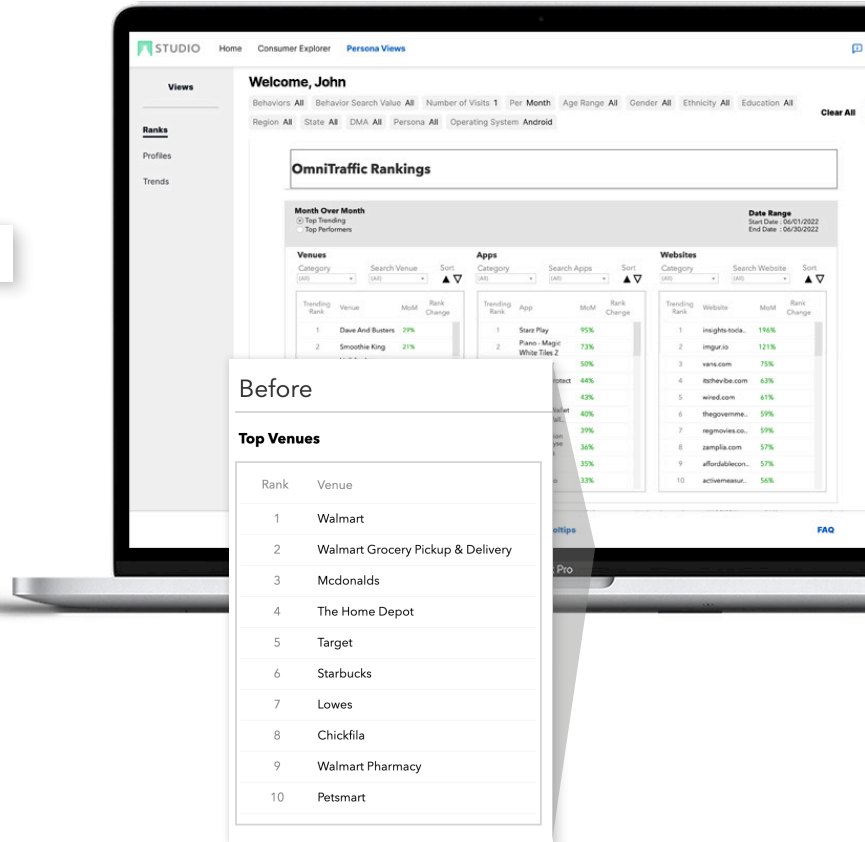 STUDIO Home Consumer Explorer Persona Views
Views
Ranks
Profiles
Trends
Welcome, John
Behaviors All Behavior Search Value All Number of Visits 1 Per Month Age Range All Gender All Ethnicity All Education All
Region All State All DMA All Persona All Operating System Android
Clear All
OmniTraffic Rankings
Month Over Month
Top Trending
Top Performers
Date Range
Start Date : 06/01/2022
End Date : 06/30/2022
Venues
Category Search Venue Sort
(All) (All)
Trending Rank Venue MoM Rank Change
1 Dave And Busters 29%
2 Smoothie King 21%
Apps
Category Search Apps Sort
(All) (All)
Trending Rank App MoM Rank Change
1 Starz Play 95%
2 Piano - Magic White Tiles 2 73%
50%
44%
43%
40%
39%
36%
35%
33%
Websites
Category Search Website Sort
(All) (All)
Trending Rank Website MoM Rank Change
1 insights-toda.. 196%
2 imgur.io 121%
3 vans.com 75%
4 itsthevibe.com 63%
5 wired.com 61%
6 thegovernme.. 59%
7 regmovies.co.. 59%
8 zamplia.com 57%
9 affordablecon.. 57%
10 activemeasur.. 56%
FAQ
Pro
Before
Top Venues
Rank Venue
1 Walmart
2 Walmart Grocery Pickup & Delivery
3 Mcdonalds
4 The Home Depot
5 Target
6 Starbucks
7 Lowes
8 Chickfila
9 Walmart Pharmacy
10 Petsmart